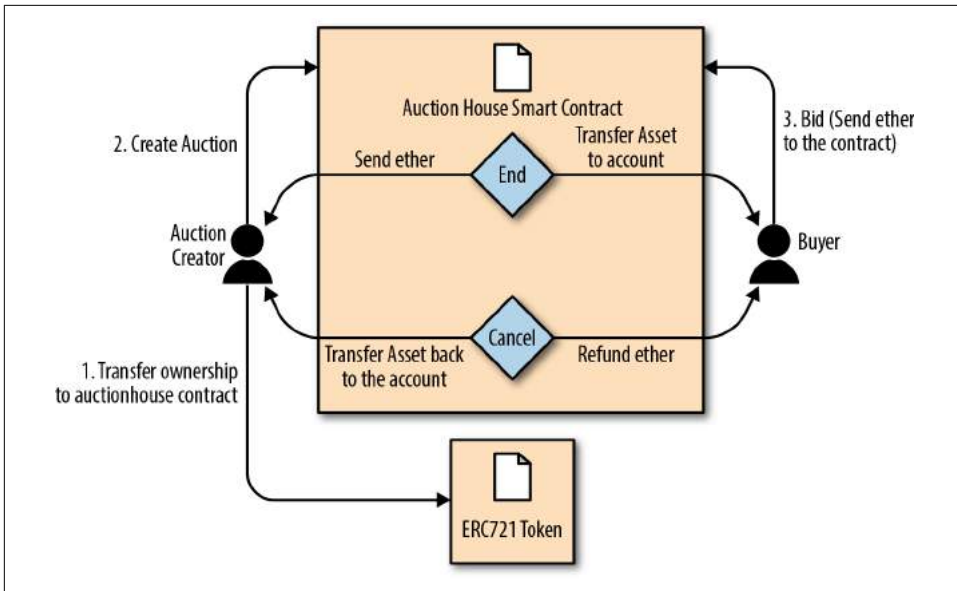 Auction House Smart Contract
2. Create Auction
3. Bid (Send ether
to the contract)
Send ether
End
Transfer Asset
to account
Auction
Creator
Buyer
Cancel
Transfer Asset back
to the account
Refund ether
1. Transfer ownership
to auctionhouse contract
ERC721 Token